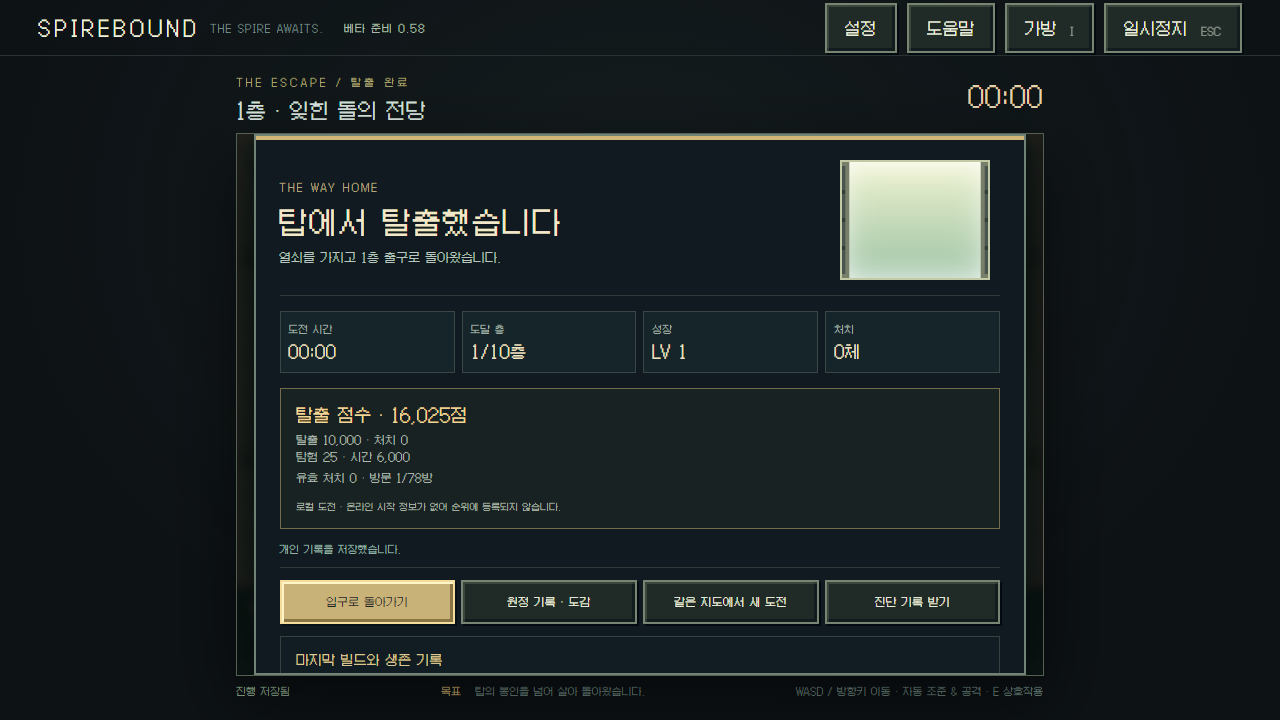 SPIREBOUND THE SPIRE AWAITS. 베타 준비 0.58 설정 도움말 가방 I 일시정지 ESC
THE ESCAPE / 탈출 완료
1층 · 잊힌 돌의 전당
00:00
THE WAY HOME
탑에서 탈출했습니다
열쇠를 가지고 1층 출구로 돌아왔습니다.
도전 시간 도달 층 성장 처치
00:00 1/10층 LV 1 0체
탈출 점수 · 16,025점
탈출 10,000 · 처치 0
탐험 25 · 시간 6,000
유효 처치 0 · 방문 1/78방
로컬 도전 · 온라인 시작 정보가 없어 순위에 등록되지 않습니다.
개인 기록을 저장했습니다.
입구로 돌아가기 원정 기록 · 도감 같은 지도에서 새 도전 진단 기록 받기
마지막 빌드와 생존 기록
진행 저장됨 목표 탑의 봉인을 넘어 살아 돌아왔습니다. WASD / 방향키 이동 · 자동 조준 & 공격 · E 상호작용